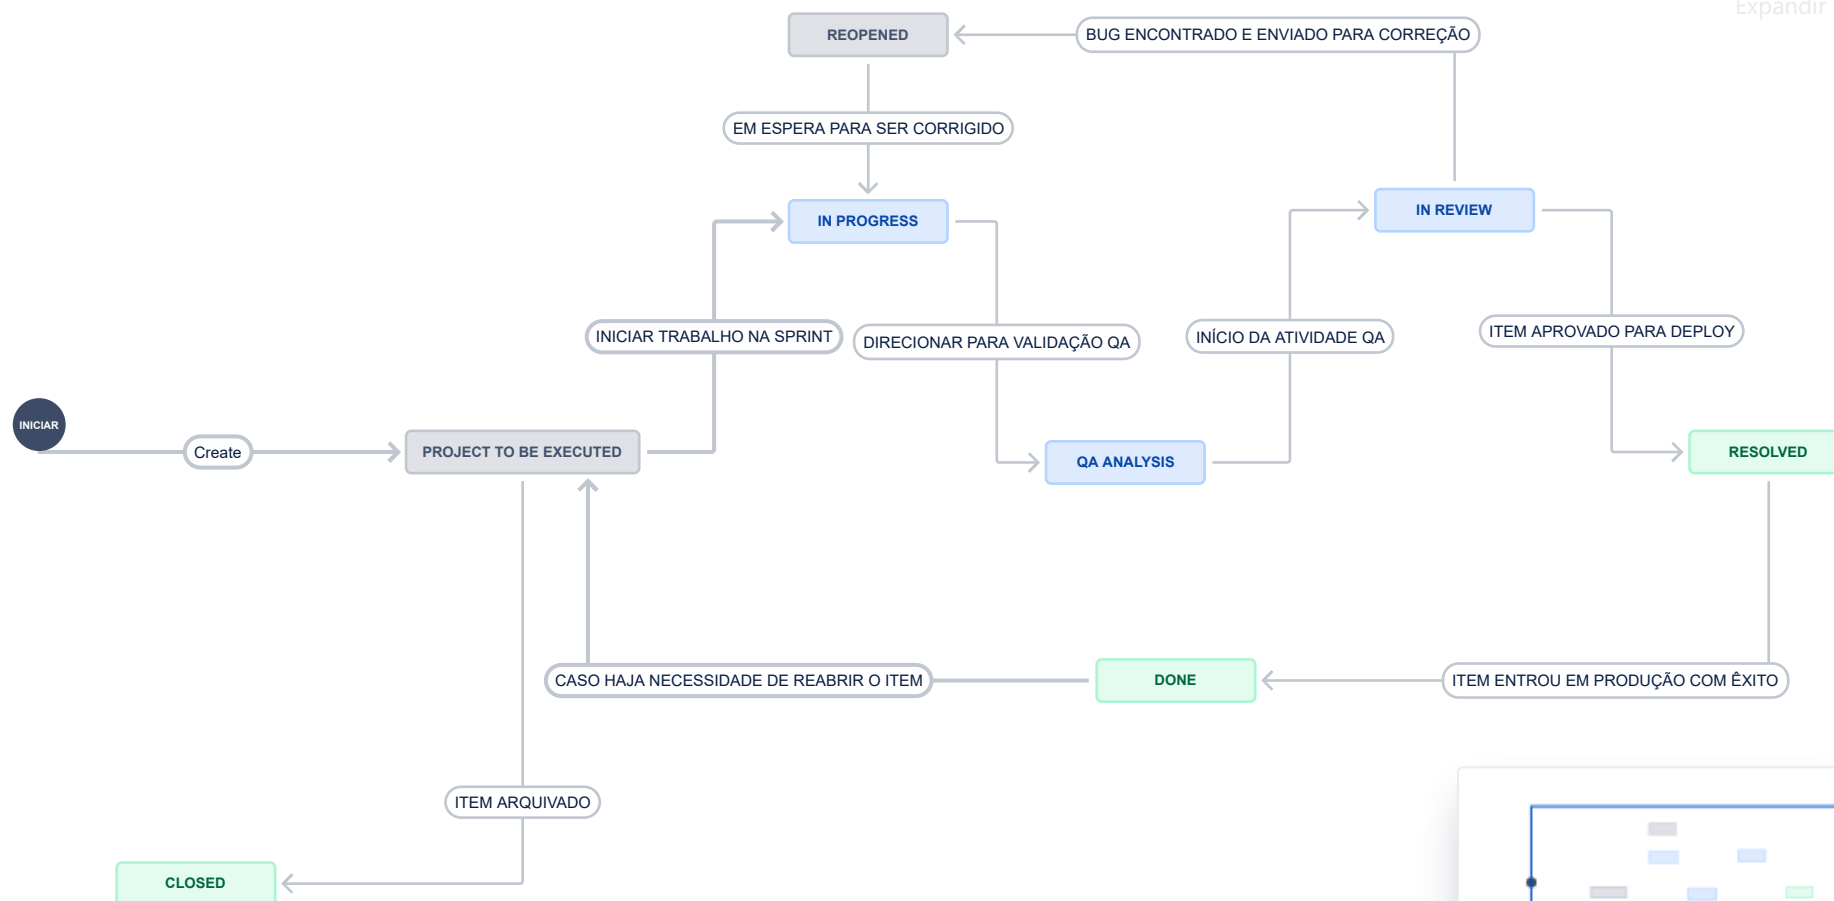 Expandir
REOPENED
BUG ENCONTRADO E ENVIADO PARA CORREÇÃO
EM ESPERA PARA SER CORRIGIDO
IN PROGRESS
IN REVIEW
INICIAR TRABALHO NA SPRINT
DIRECIONAR PARA VALIDAÇÃO QA
INÍCIO DA ATIVIDADE QA
ITEM APROVADO PARA DEPLOY
INICIAR
Create
PROJECT TO BE EXECUTED
QA ANALYSIS
RESOLVED
CASO HAJA NECESSIDADE DE REABRIR O ITEM
DONE
ITEM ENTROU EM PRODUÇÃO COM ÊXITO
ITEM ARQUIVADO
CLOSED